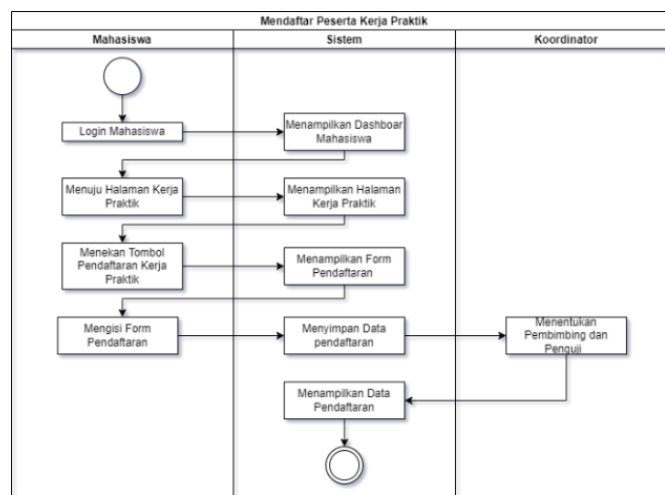 Mendaftar Peserta Kerja Praktik
Mahasiswa
Sistem
Koordinator
Login Mahasiswa
Menampilkan Dashboar
Mahasiswa
Menuju Halaman Kerja
Praktik
Menampilkan Halaman
Kerja Praktik
Menekan Tombol
Pendaftaran Kerja
Praktik
Menampilkan Form
Pendaftaran
Mengisi Form
Pendaftaran
Menyimpan Data
pendaftaran
Menentukan
Pembimbing dan
Penguji
Menampilkan Data
Pendaftaran